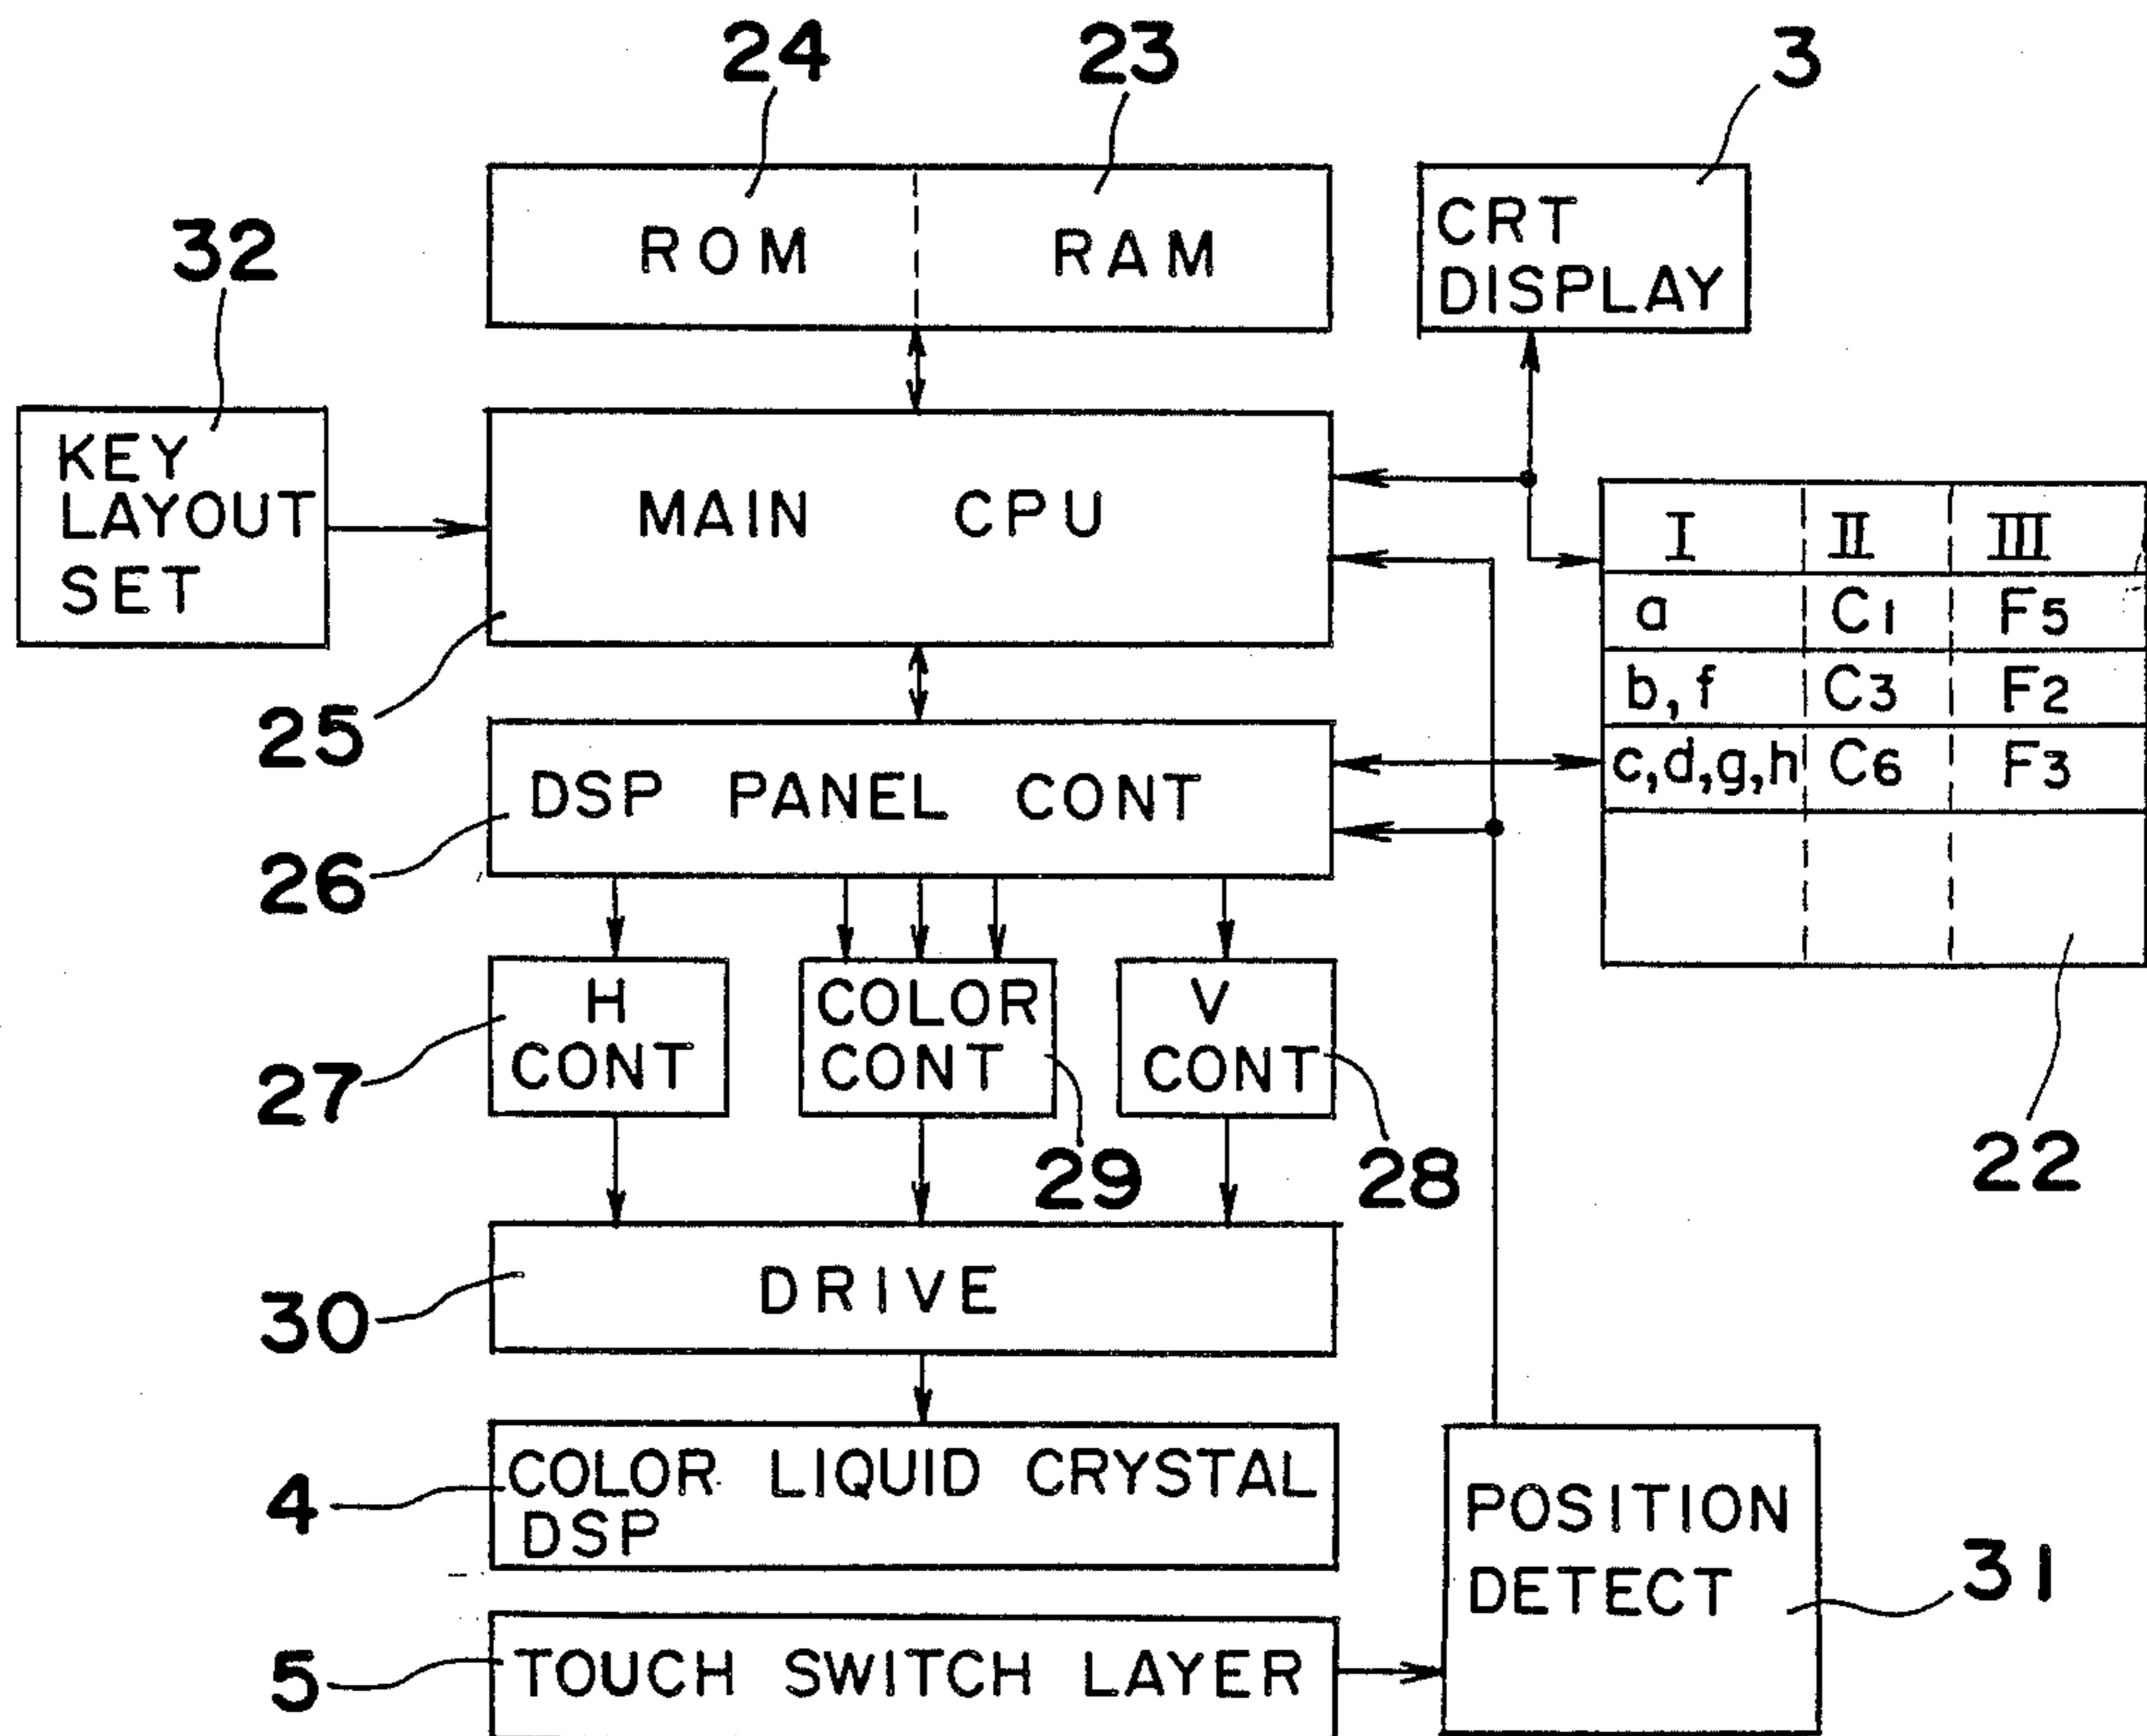 24
23
3
32
ROM
RAM
CRT
DISPLAY
KEY
LAYOUT
SET
MAIN CPU
25
I II III
a C1 F5
b,f C3 F2
c,d,g,h C6 F3
22
DSP PANEL CONT
26
H
CONT
27
COLOR
CONT
29
V
CONT
28
DRIVE
30
COLOR LIQUID CRYSTAL
DSP
4
POSITION
DETECT
31
TOUCH SWITCH LAYER
5